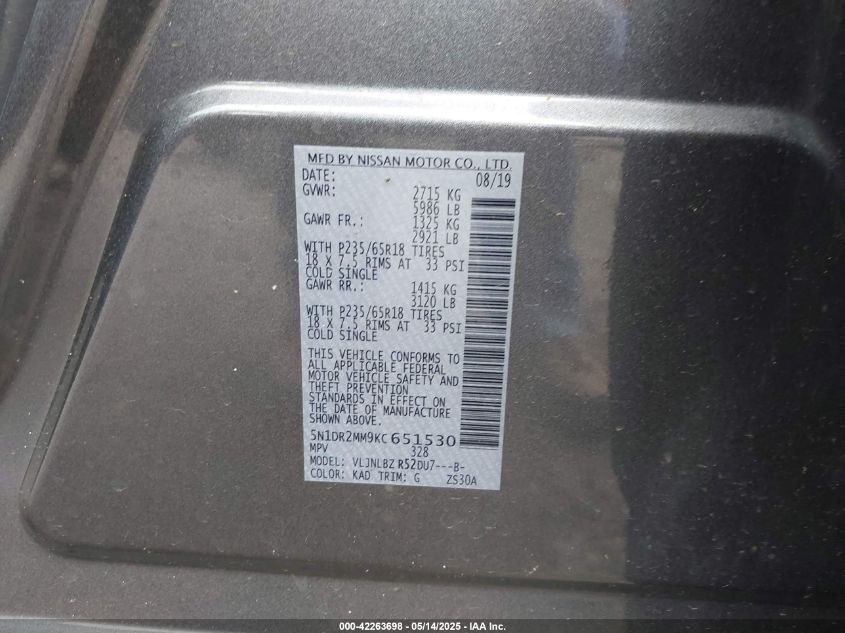 MFD BY NISSAN MOTOR CO., LTD.
DATE: 08/19
GVWR: 2715 KG
5986 LB
GAWR FR.: 1325 KG
2921 LB
WITH P235/65R18 TIRES
18 X 7.5 RIMS AT 33 PSI
COLD SINGLE
GAWR RR.: 1415 KG
3120 LB
WITH P235/65R18 TIRES
18 X 7.5 RIMS AT 33 PSI
COLD SINGLE
THIS VEHICLE CONFORMS TO
ALL APPLICABLE FEDERAL
MOTOR VEHICLE SAFETY AND
THEFT PREVENTION
STANDARDS IN EFFECT ON
THE DATE OF MANUFACTURE
SHOWN ABOVE.
5N1DR2MM9KC651530
MPV 328
MODEL: VLJNLBZ R52DU7---B-
COLOR: KAD TRIM: G ZS30A
000-42263698 - 05/14/2025 - IAA Inc.